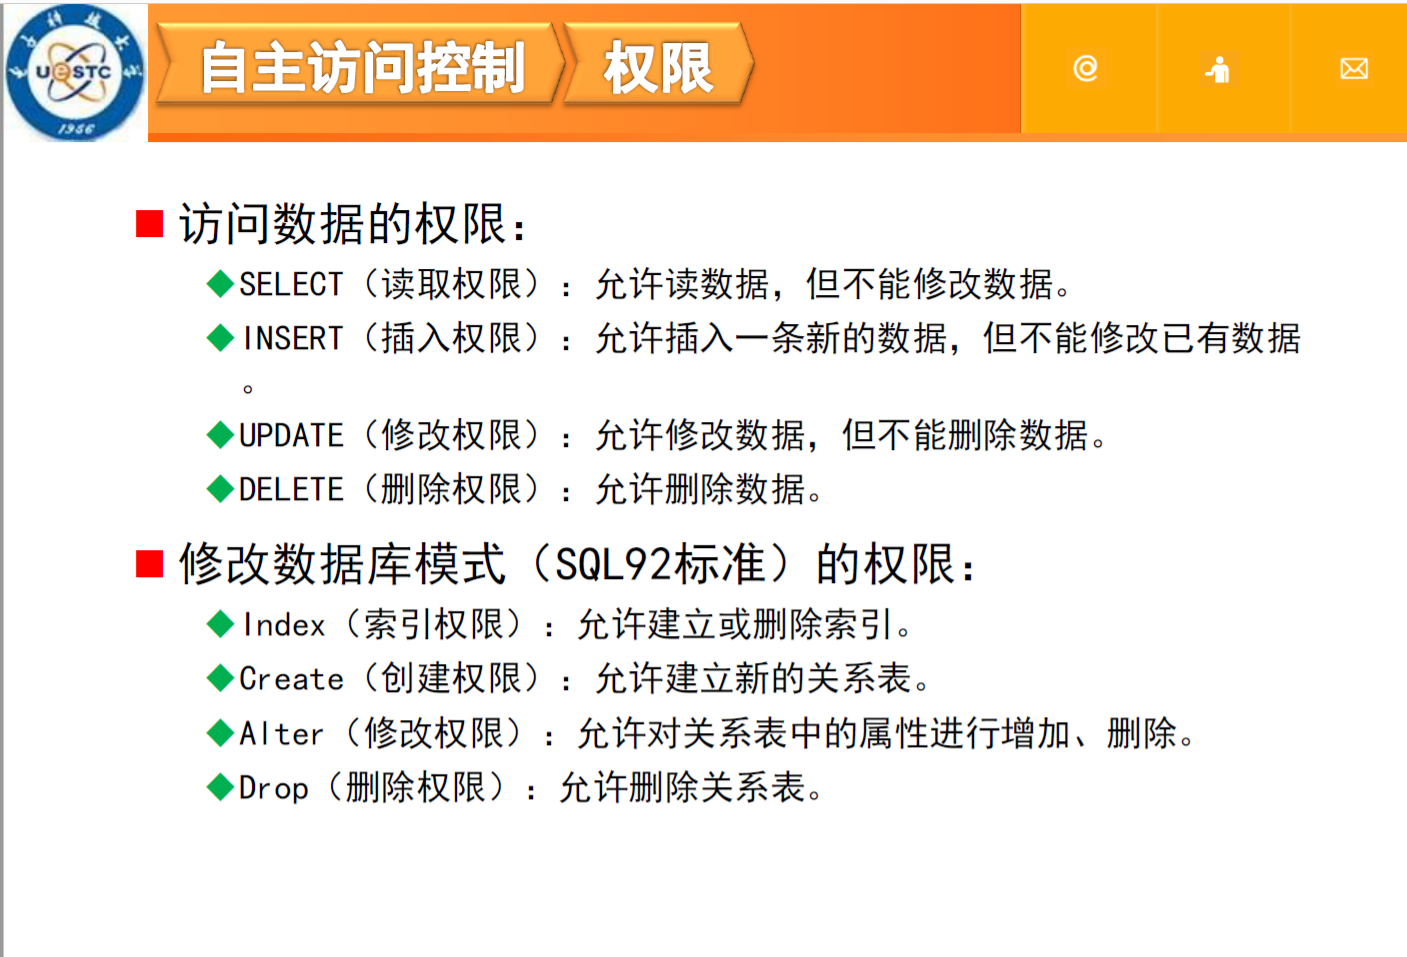 UESTC
1956
自主访问控制
权限
访问数据的权限：
SELECT（读取权限）：允许读数据，但不能修改数据。
INSERT（插入权限）：允许插入一条新的数据，但不能修改已有数据
。
UPDATE（修改权限）：允许修改数据，但不能删除数据。
DELETE（删除权限）：允许删除数据。
修改数据库模式（SQL92标准）的权限：
Index（索引权限）：允许建立或删除索引。
Create（创建权限）：允许建立新的关系表。
Alter（修改权限）：允许对关系表中的属性进行增加、删除。
Drop（删除权限）：允许删除关系表。